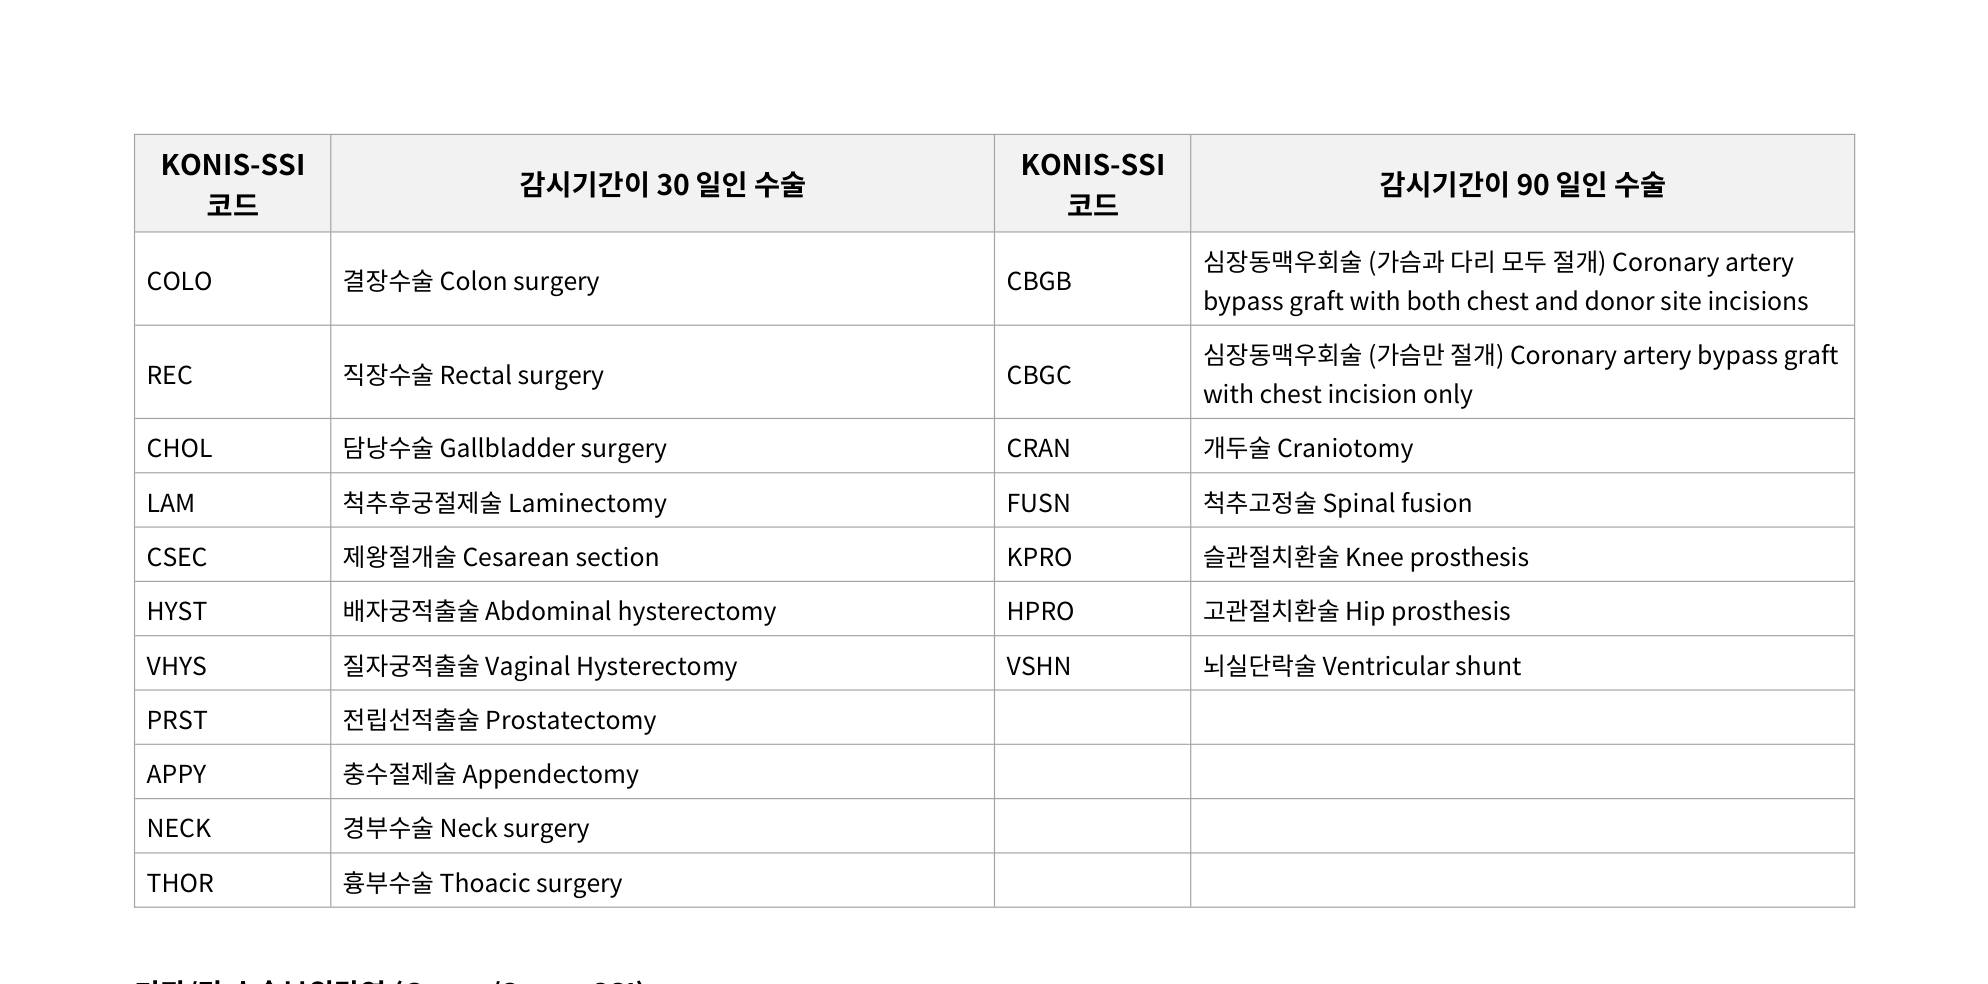 KONIS-SSI 코드 감시기간이 30 일인 수술 KONIS-SSI 코드 감시기간이 90 일인 수술
COLO 결장수술 Colon surgery CBGB 심장동맥우회술 (가슴과 다리 모두 절개) Coronary artery
bypass graft with both chest and donor site incisions
REC 직장수술 Rectal surgery CBGC 심장동맥우회술 (가슴만 절개) Coronary artery bypass graft
with chest incision only
CHOL 담낭수술 Gallbladder surgery CRAN 개두술 Craniotomy
LAM 척추후궁절제술 Laminectomy FUSN 척추고정술 Spinal fusion
CSEC 제왕절개술 Cesarean section KPRO 슬관절치환술 Knee prosthesis
HYST 배자궁적출술 Abdominal hysterectomy HPRO 고관절치환술 Hip prosthesis
VHYS 질자궁적출술 Vaginal Hysterectomy VSHN 뇌실단락술 Ventricular shunt
PRST 전립선적출술 Prostatectomy
APPY 충수절제술 Appendectomy
NECK 경부수술 Neck surgery
THOR 흉부수술 Thoacic surgery